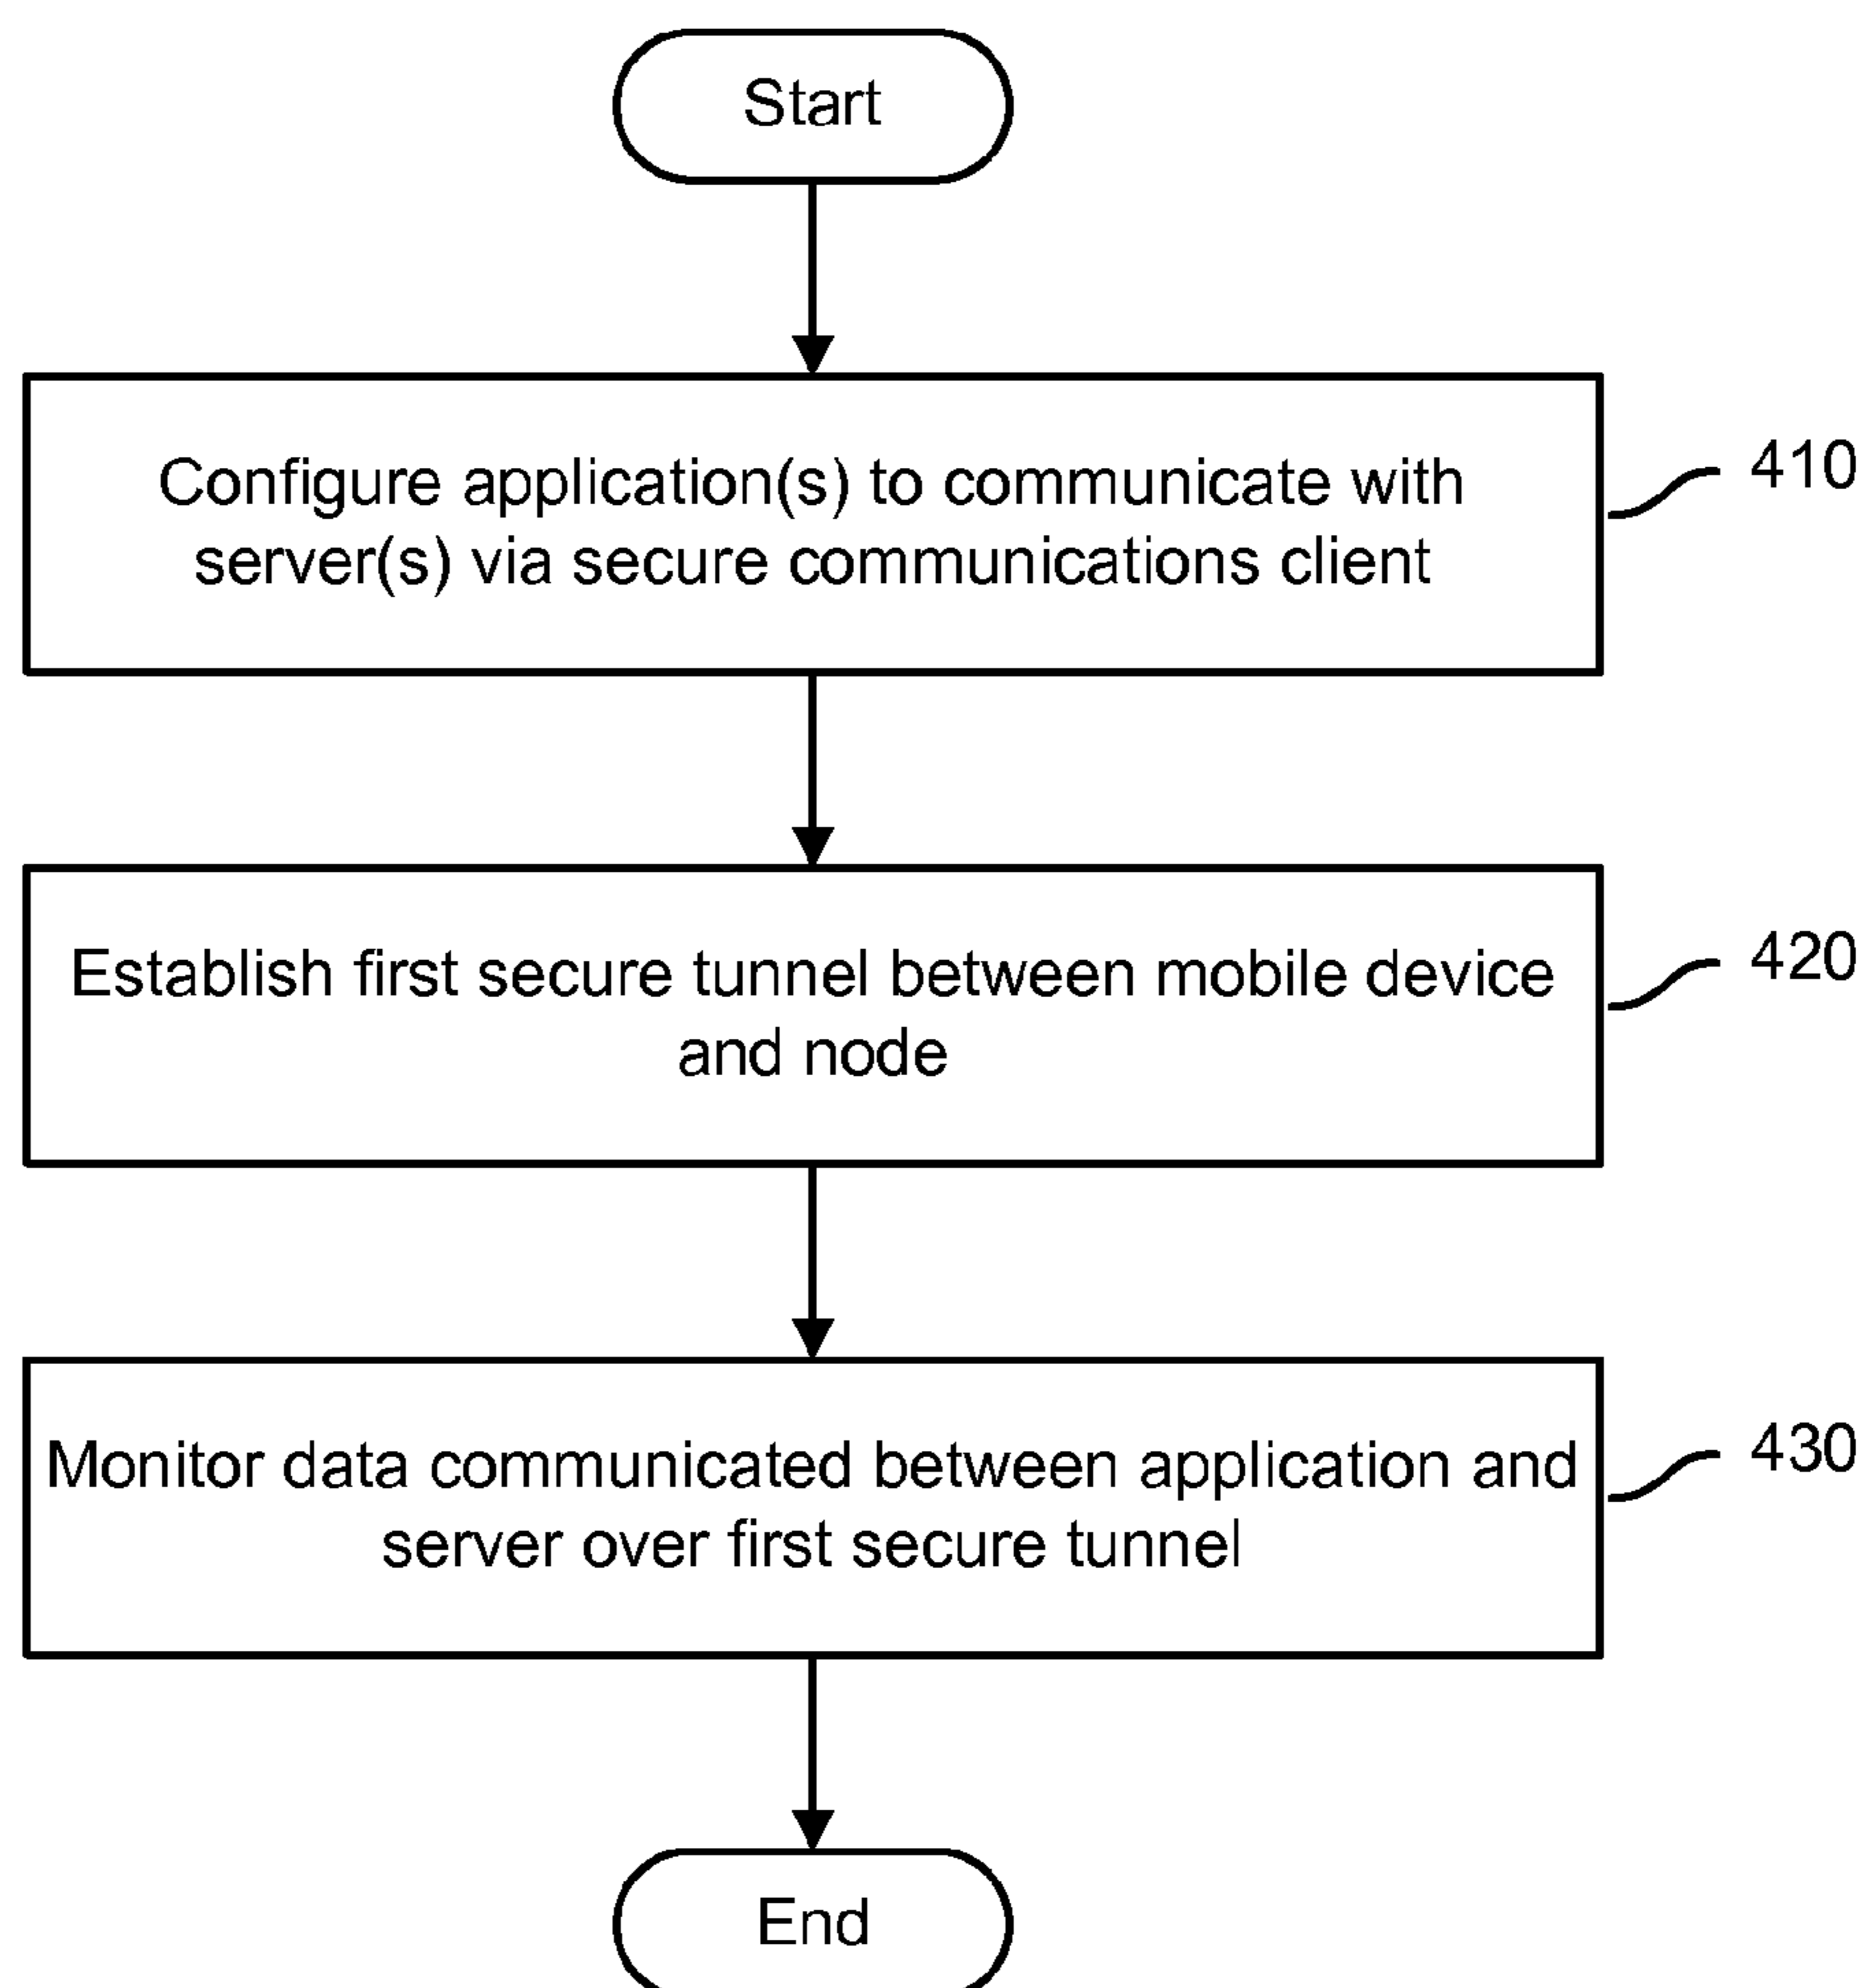 Start
Configure application(s) to communicate with
server(s) via secure communications client
410
Establish first secure tunnel between mobile device
and node
420
Monitor data communicated between application and
server over first secure tunnel
430
End